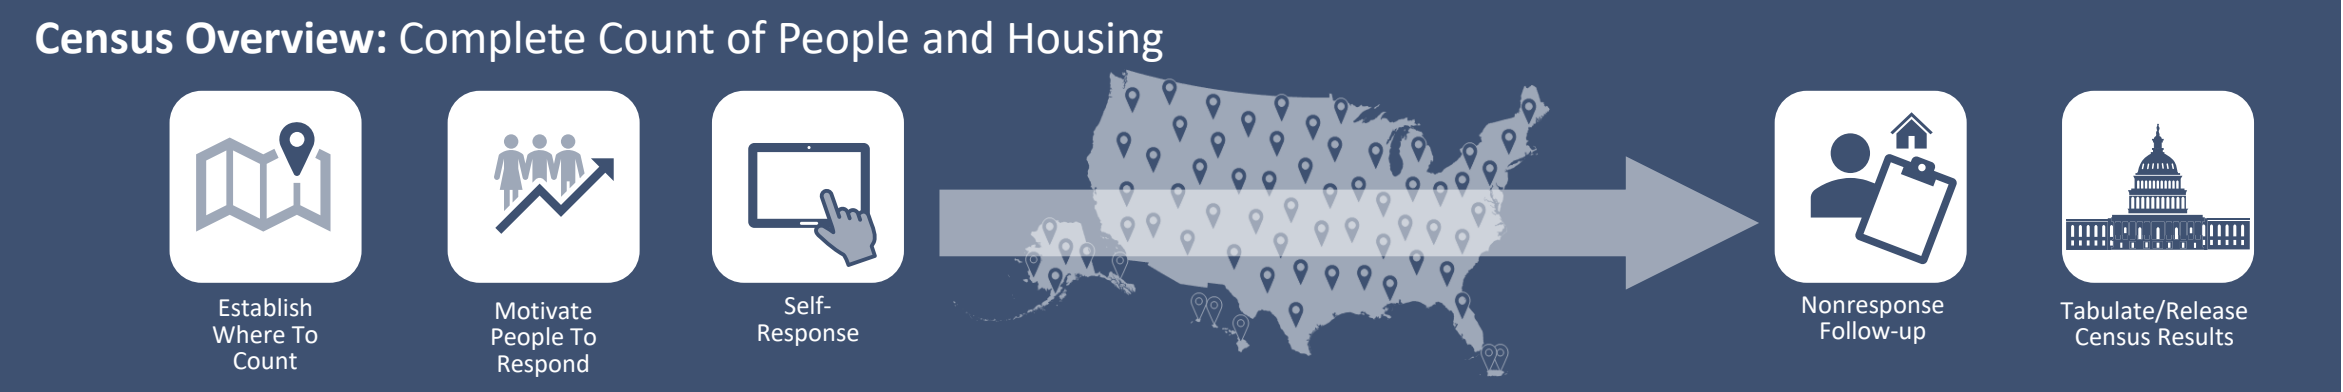 Census Overview: Complete Count of People and Housing
Establish
Where To
Count
Motivate
People To
Respond
Self-
Response
Nonresponse
Follow-up
Tabulate/Release
Census Results